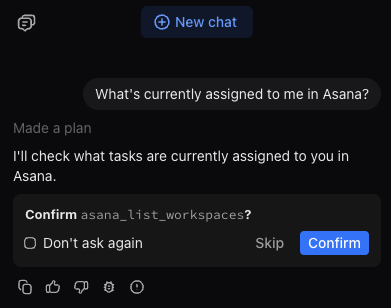 New chat
What's currently assigned to me in Asana?
Made a plan
I'll check what tasks are currently assigned to you in
Asana.
Confirm asana_list_workspaces?
Don't ask again
Skip
Confirm